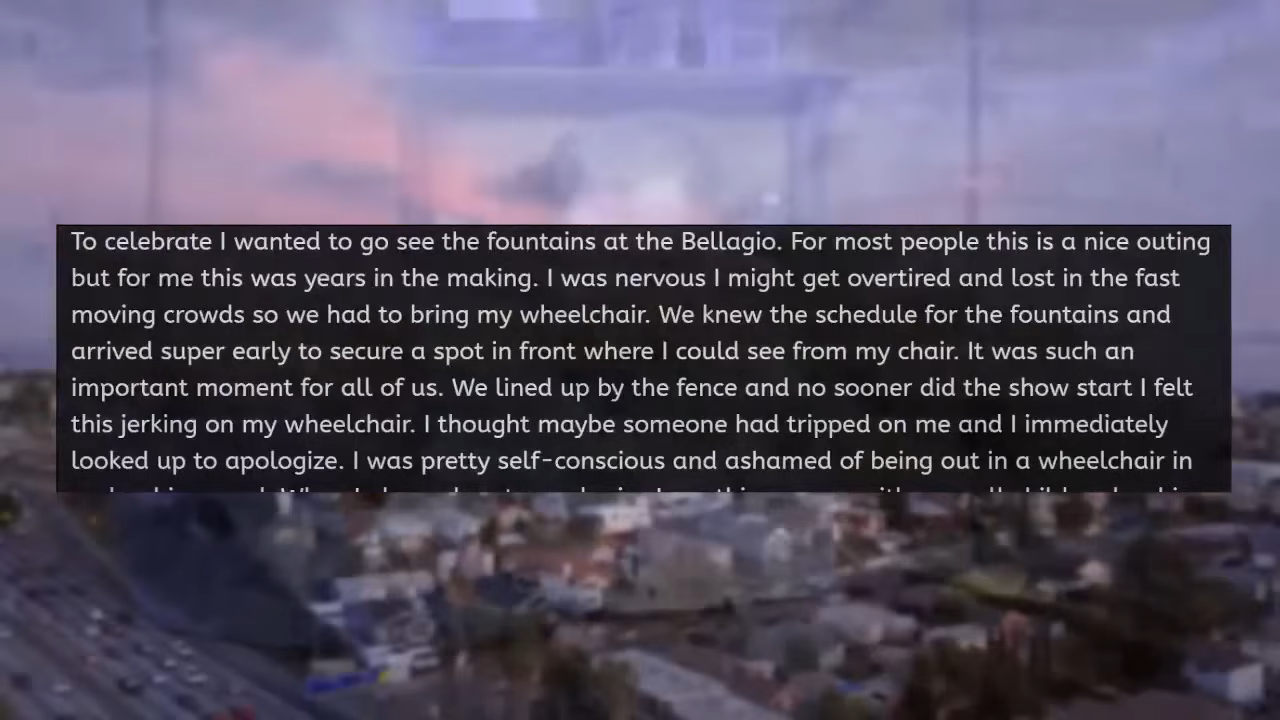 To celebrate I wanted to go see the fountains at the Bellagio. For most people this is a nice outing
but for me this was years in the making. I was nervous I might get overtired and lost in the fast
moving crowds so we had to bring my wheelchair. We knew the schedule for the fountains and
arrived super early to secure a spot in front where I could see from my chair. It was such an
important moment for all of us. We lined up by the fence and no sooner did the show start I felt
this jerking on my wheelchair. I thought maybe someone had tripped on me and I immediately
looked up to apologize. I was pretty self-conscious and ashamed of being out in a wheelchair in